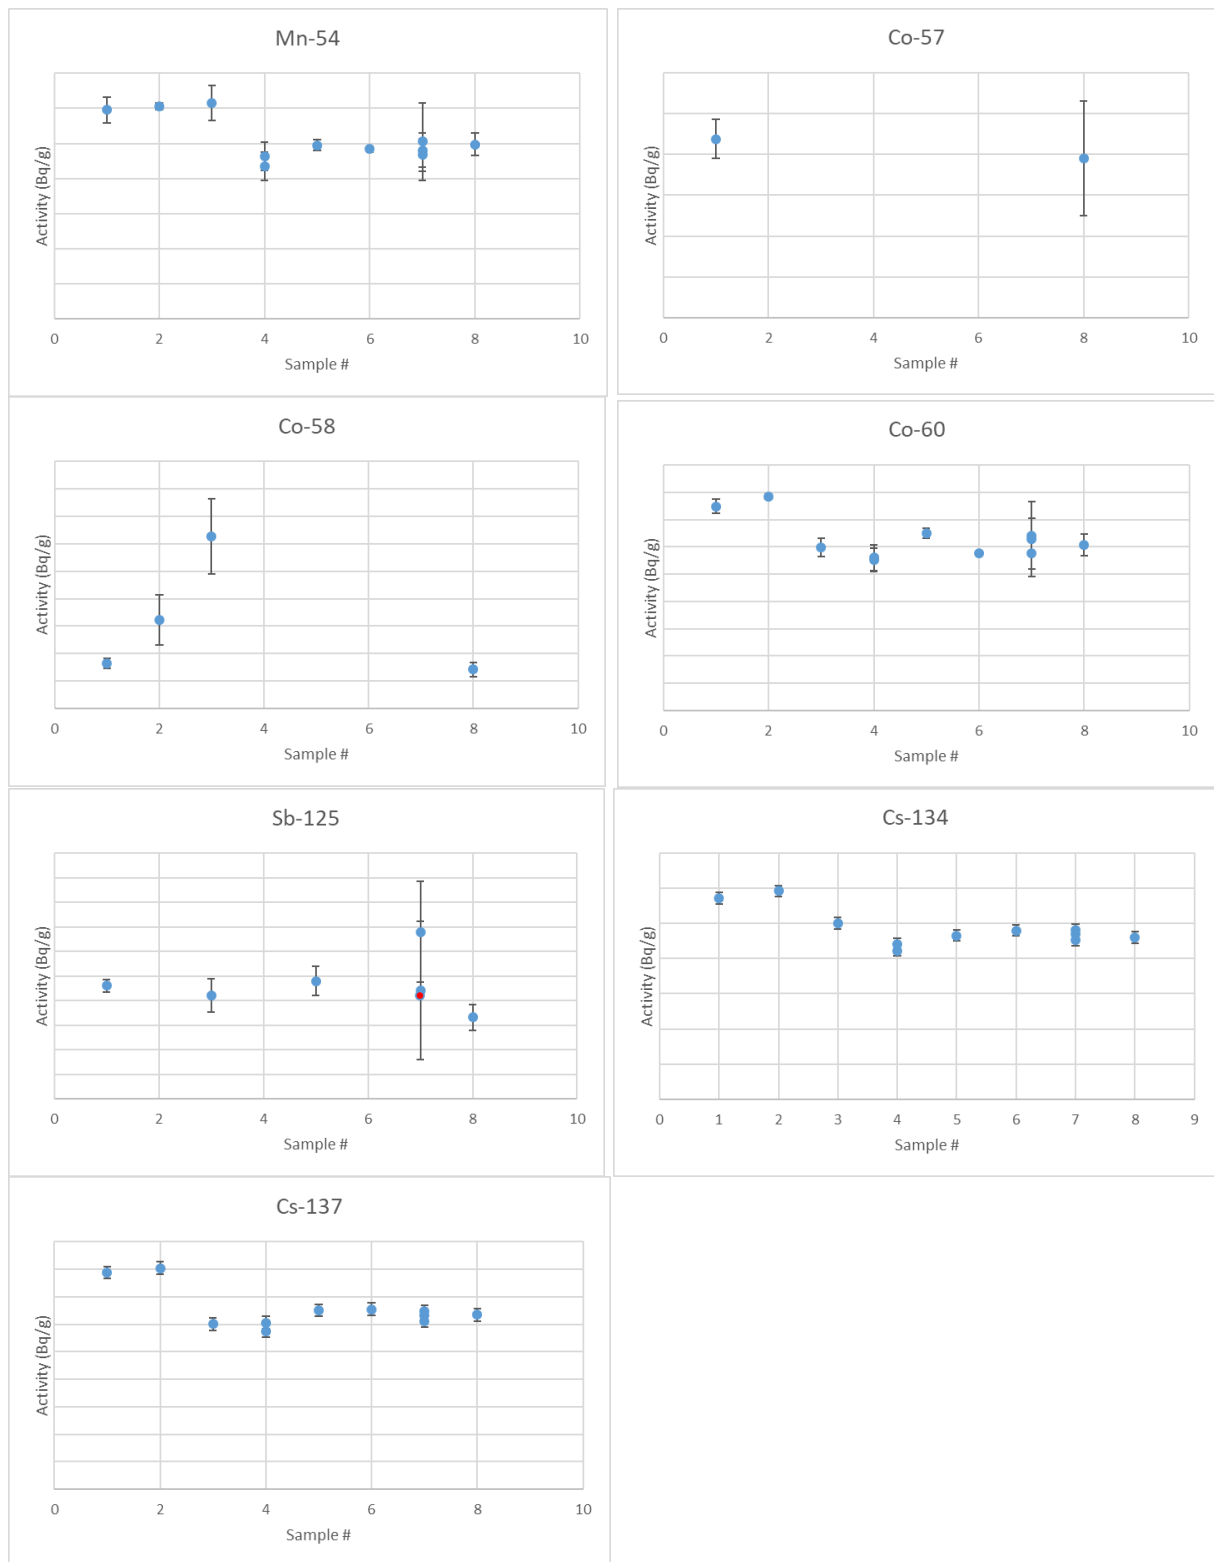 Mn-54
Activity (Bq/g)
0 2 4 6 8 10
Sample #
Co-57
Activity (Bq/g)
0 2 4 6 8 10
Sample #
Co-58
Activity (Bq/g)
0 2 4 6 8 10
Sample #
Co-60
Activity (Bq/g)
0 2 4 6 8 10
Sample #
Sb-125
Activity (Bq/g)
0 2 4 6 8 10
Sample #
Cs-134
Activity (Bq/g)
0 1 2 3 4 5 6 7 8 9
Sample #
Cs-137
Activity (Bq/g)
0 2 4 6 8 10
Sample #